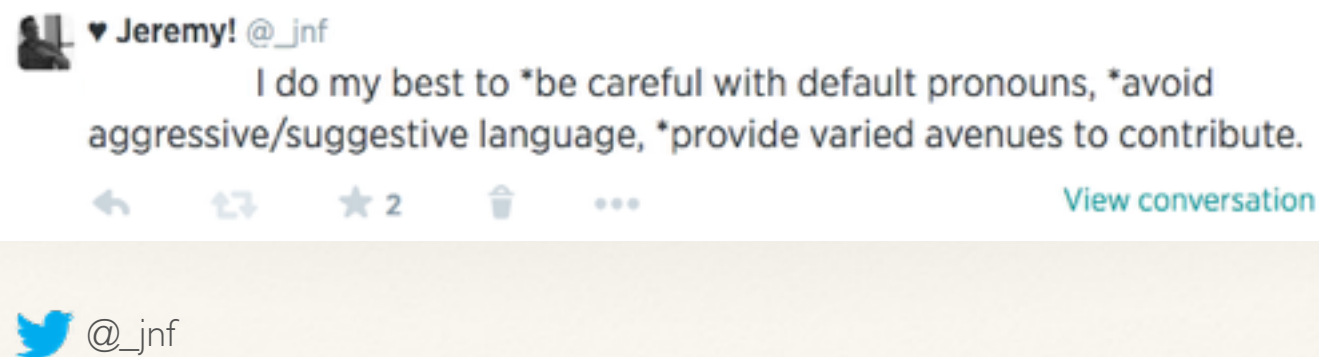 ♥ Jeremy! @_jnf
I do my best to *be careful with default pronouns, *avoid
aggressive/suggestive language, *provide varied avenues to contribute.
2
View conversation
@_jnf